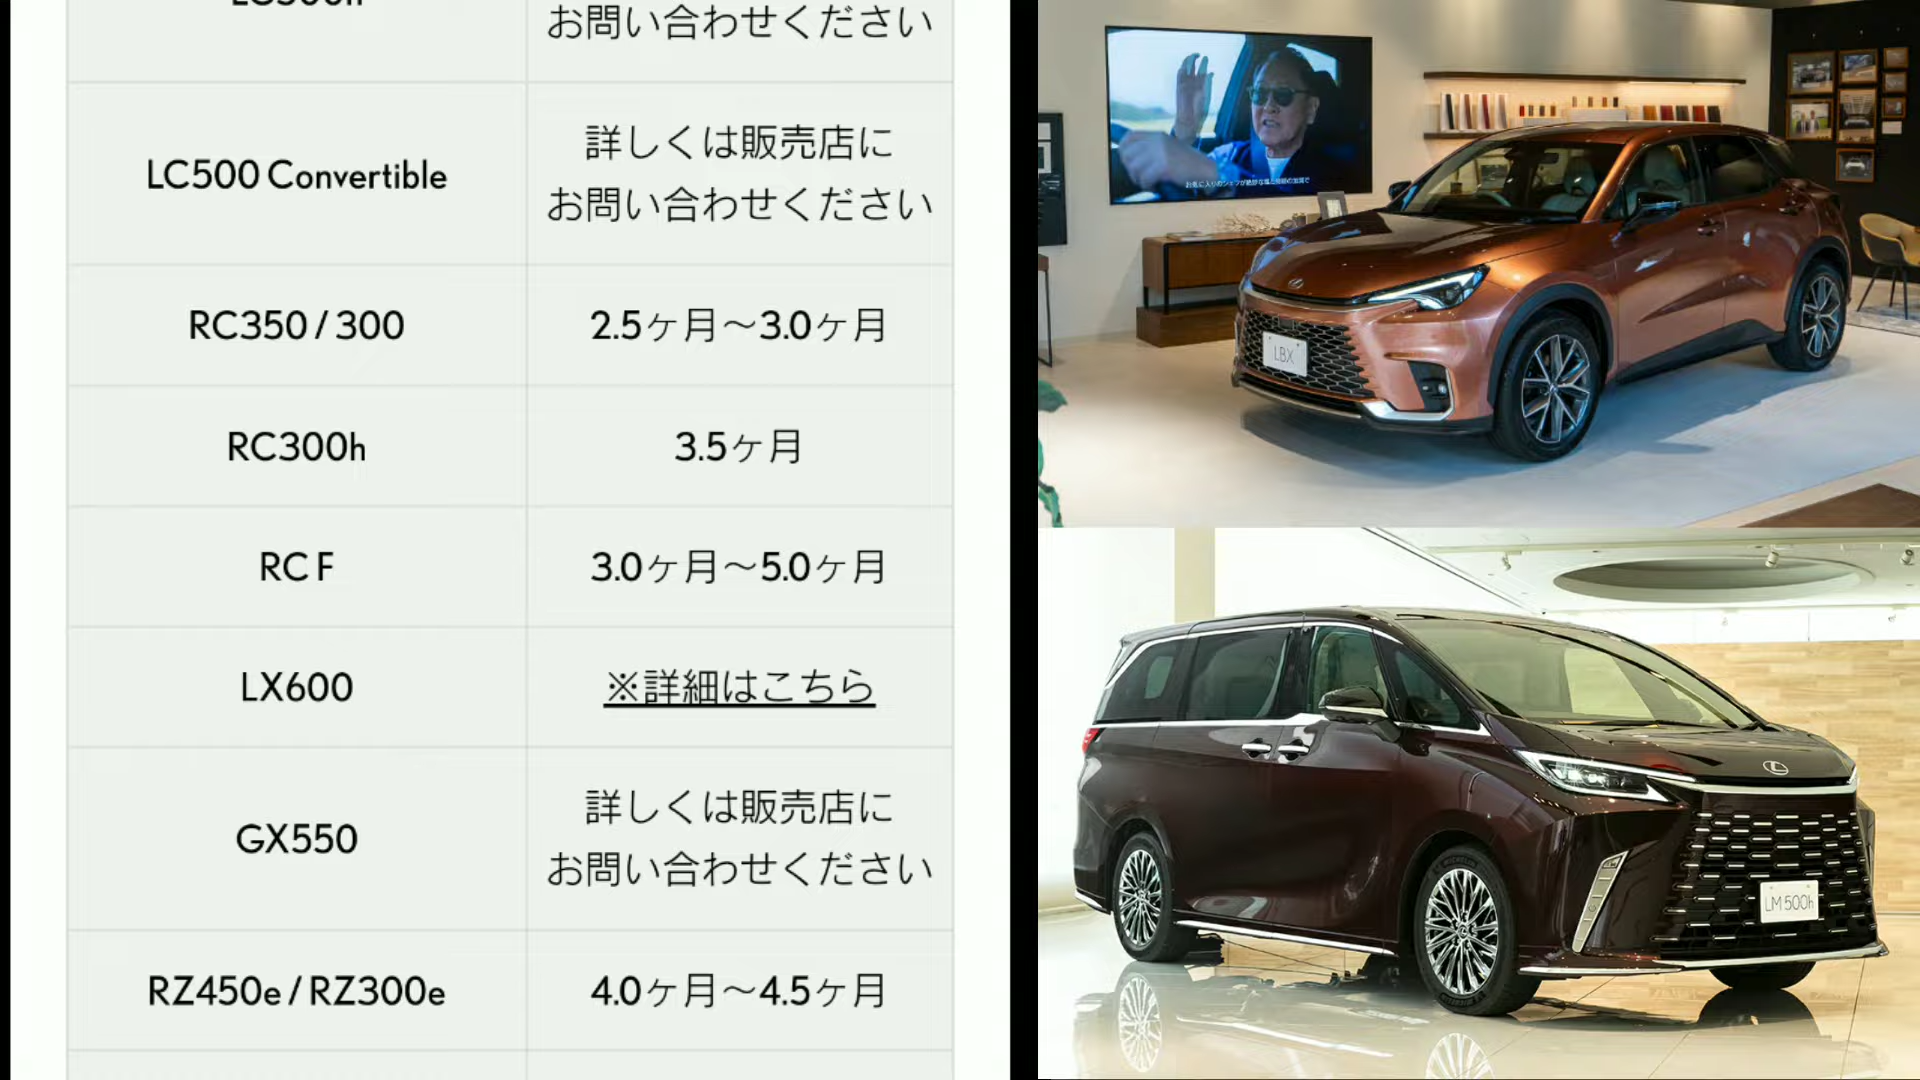 お問い合わせください
LC500 Convertible
詳しくは販売店に
お問い合わせください
RC350 / 300
2.5ヶ月〜3.0ヶ月
RC300h
3.5ヶ月
RC F
3.0ヶ月〜5.0ヶ月
LX600
※詳細はこちら
GX550
詳しくは販売店に
お問い合わせください
RZ450e / RZ300e
4.0ヶ月〜4.5ヶ月
LBX
LM 500h